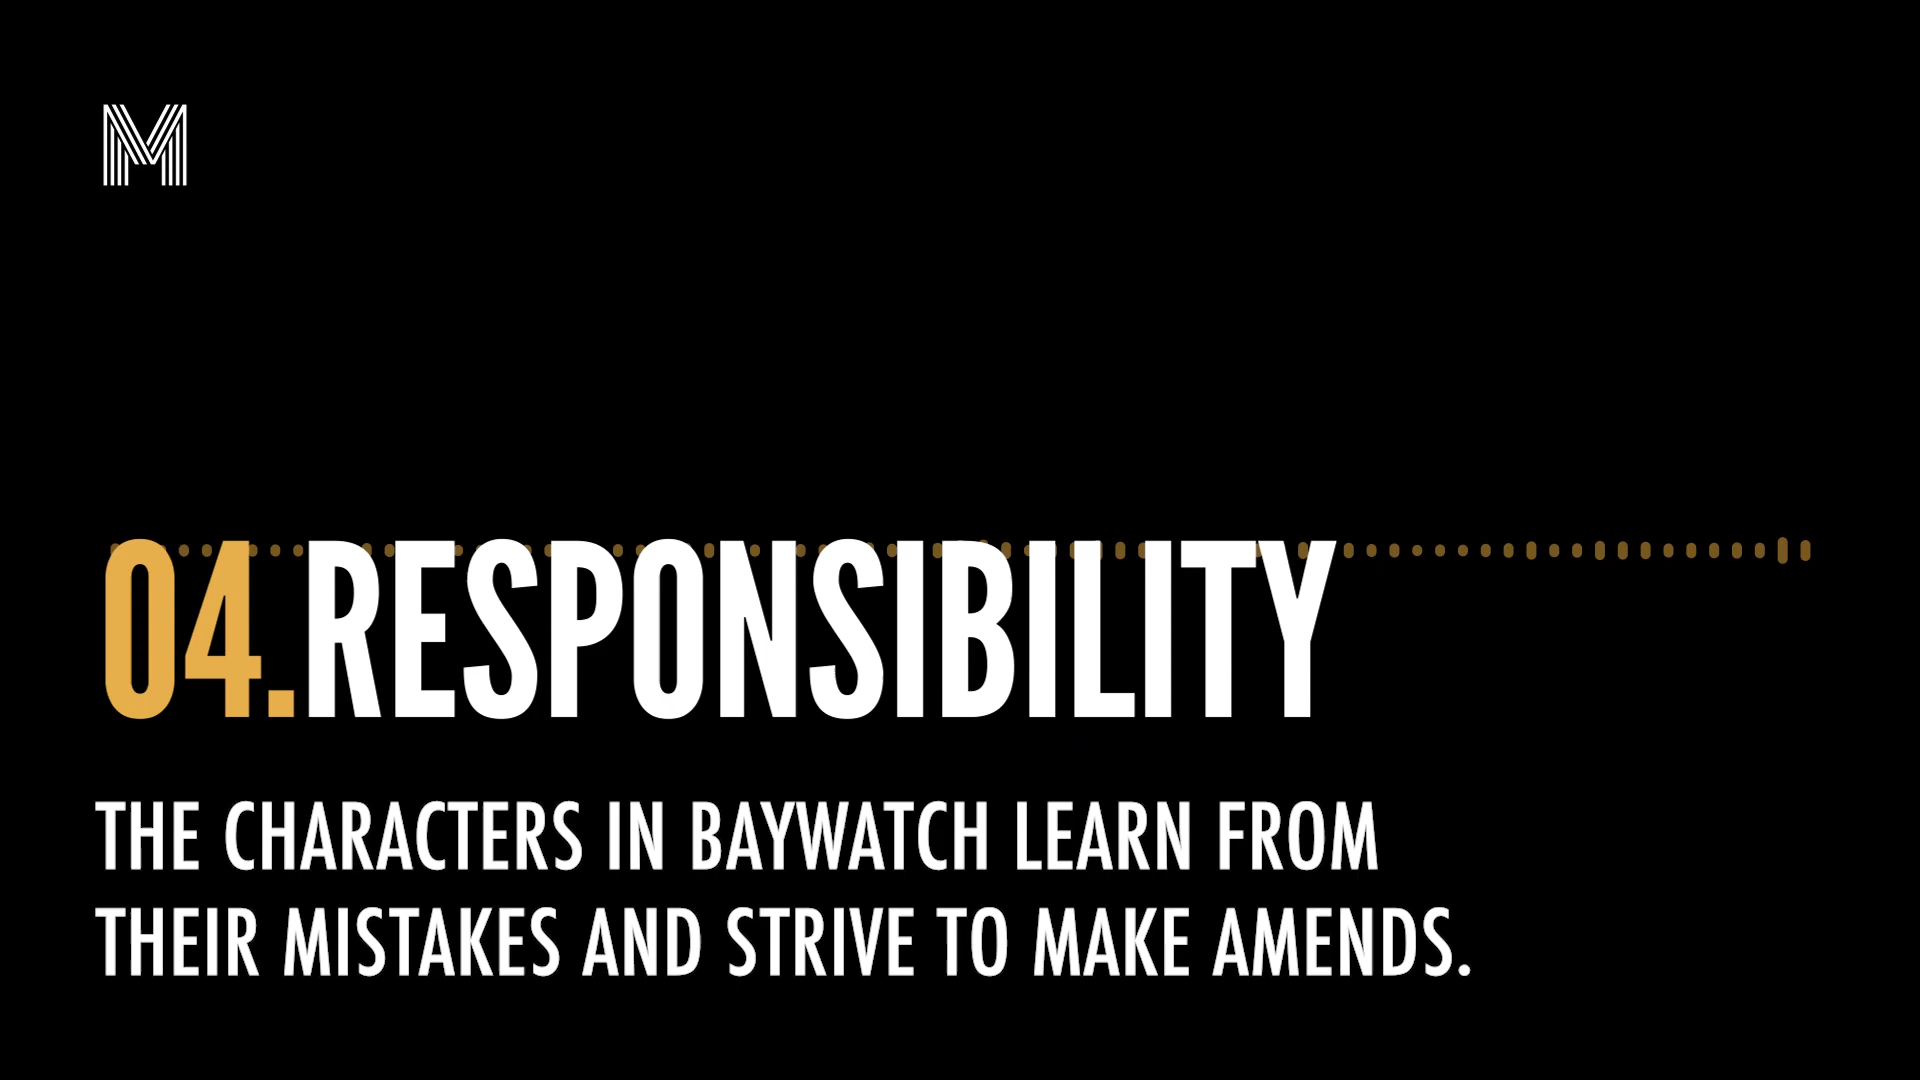 M
04.RESPONSIBILITY
THE CHARACTERS IN BAYWATCH LEARN FROM
THEIR MISTAKES AND STRIVE TO MAKE AMENDS.